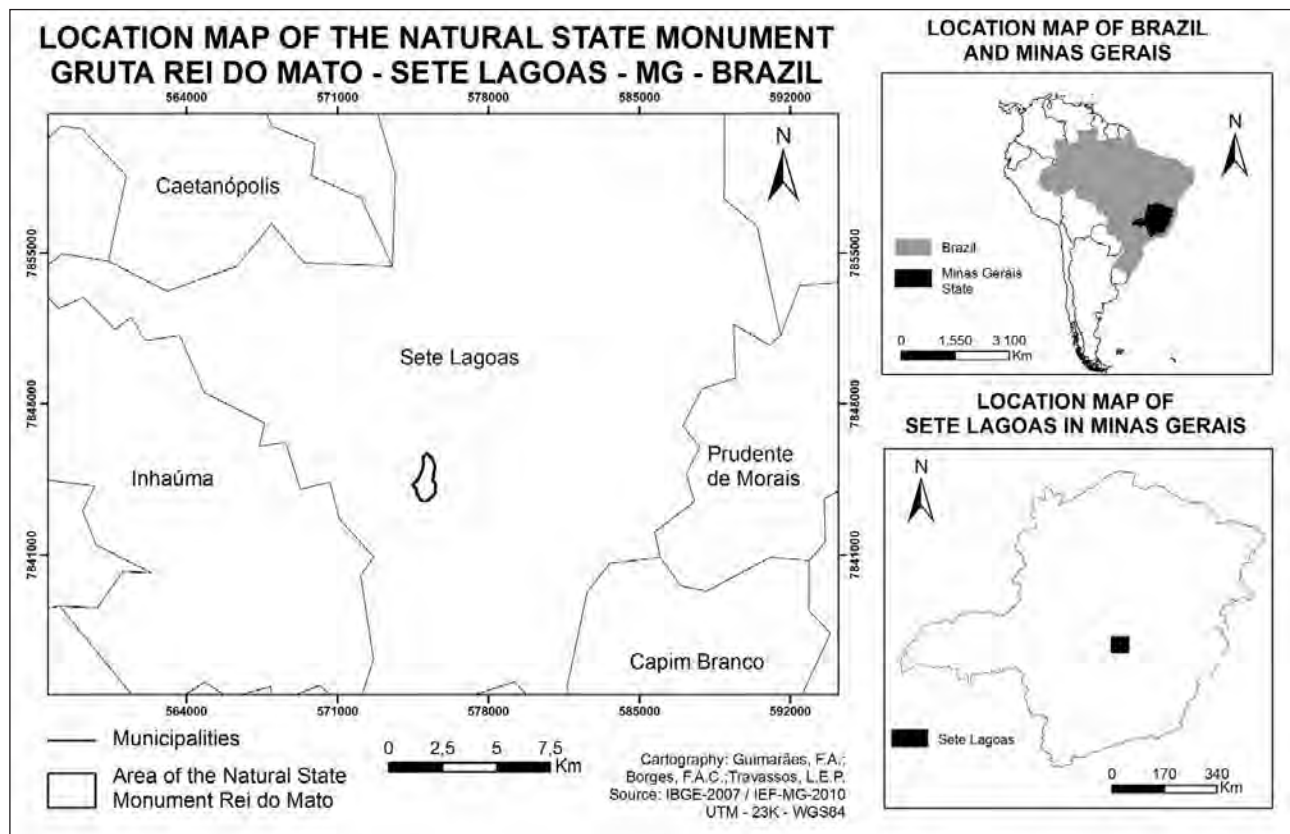 LOCATION MAP OF THE NATURAL STATE MONUMENT
GRUTA REI DO MATO - SETE LAGOAS - MG - BRAZIL
564000
571000
578000
585000
592000
N
Caetanópolis
7855000
7855000
Sete Lagoas
7848000
7848000
Inhaúma
Prudente
de Morais
7841000
7841000
Capim Branco
564000
571000
578000
585000
592000
Municipalities
Area of the Natural State
Monument Rei do Mato
0 2,5 5 7,5
Km
Cartography: Guimarães, F.A.;
Borges, F.A.C.;Travassos, L.E.P.
Source: IBGE-2007 / IEF-MG-2010
UTM - 23K - WGS84
LOCATION MAP OF BRAZIL
AND MINAS GERAIS
N
Brazil
Minas Gerais
State
0 1.550 3 100
Km
LOCATION MAP OF
SETE LAGOAS IN MINAS GERAIS
N
Sete Lagoas
0 170 340
Km